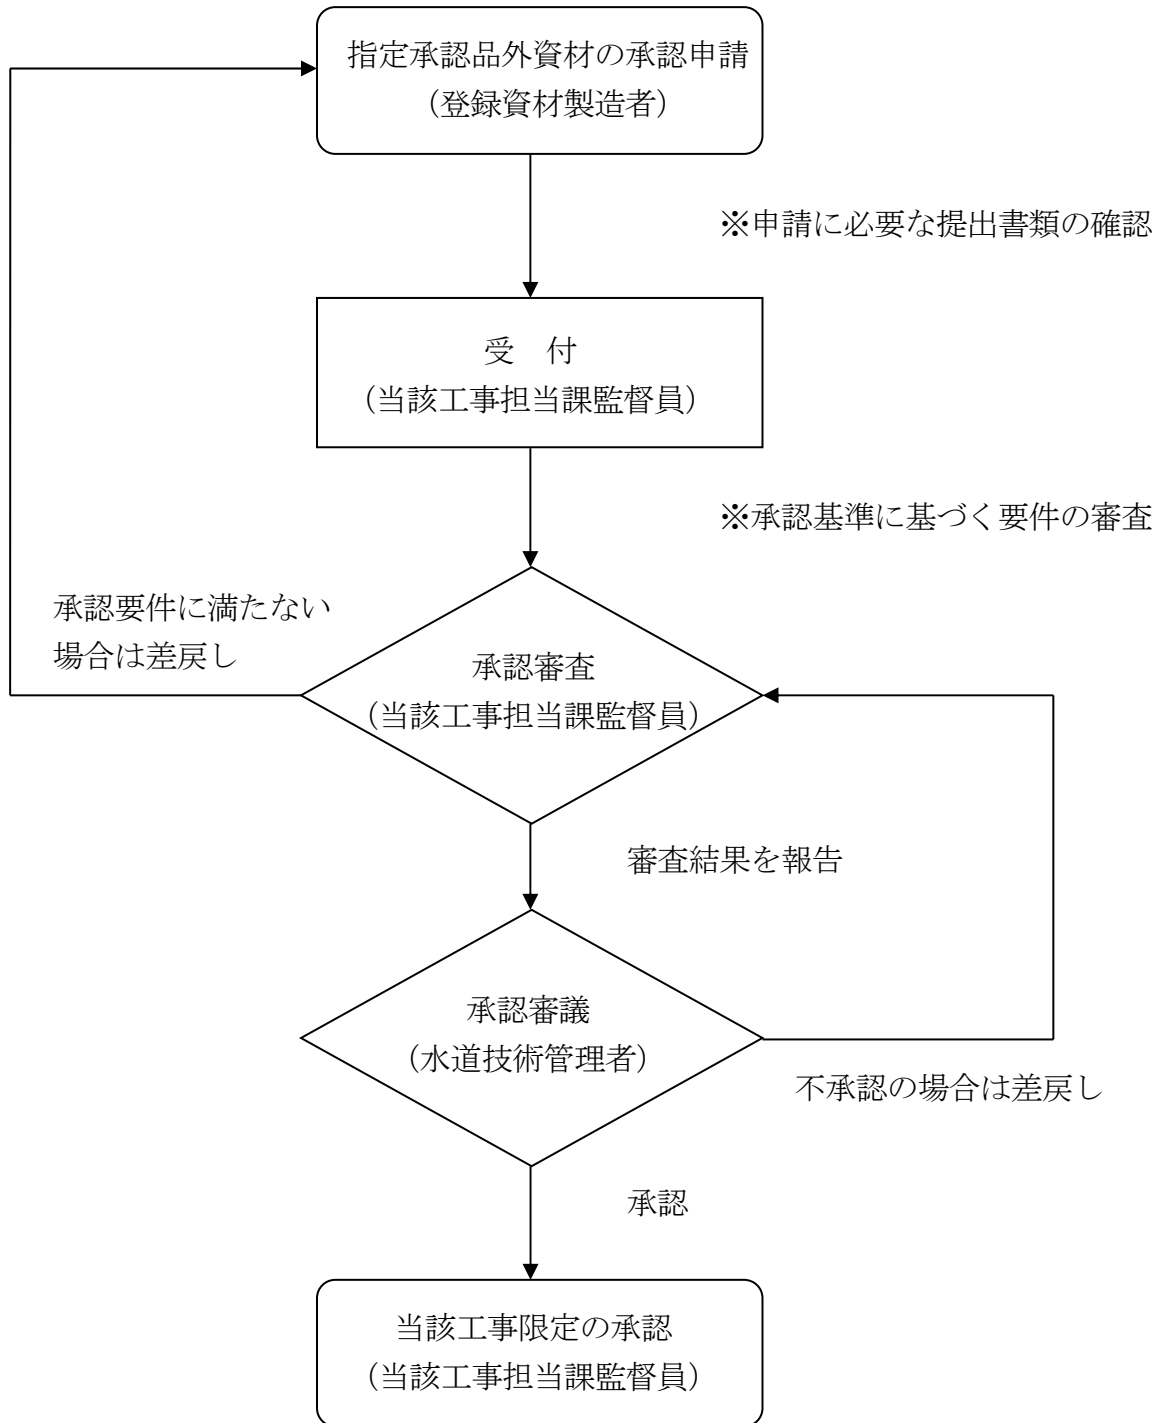 指定承認品外資材の承認申請
（登録資材製造者）
※申請に必要な提出書類の確認
受　付
（当該工事担当課監督員）
※承認基準に基づく要件の審査
承認要件に満たない
場合は差戻し
承認審査
（当該工事担当課監督員）
審査結果を報告
承認審議
（水道技術管理者）
不承認の場合は差戻し
承認
当該工事限定の承認
（当該工事担当課監督員）